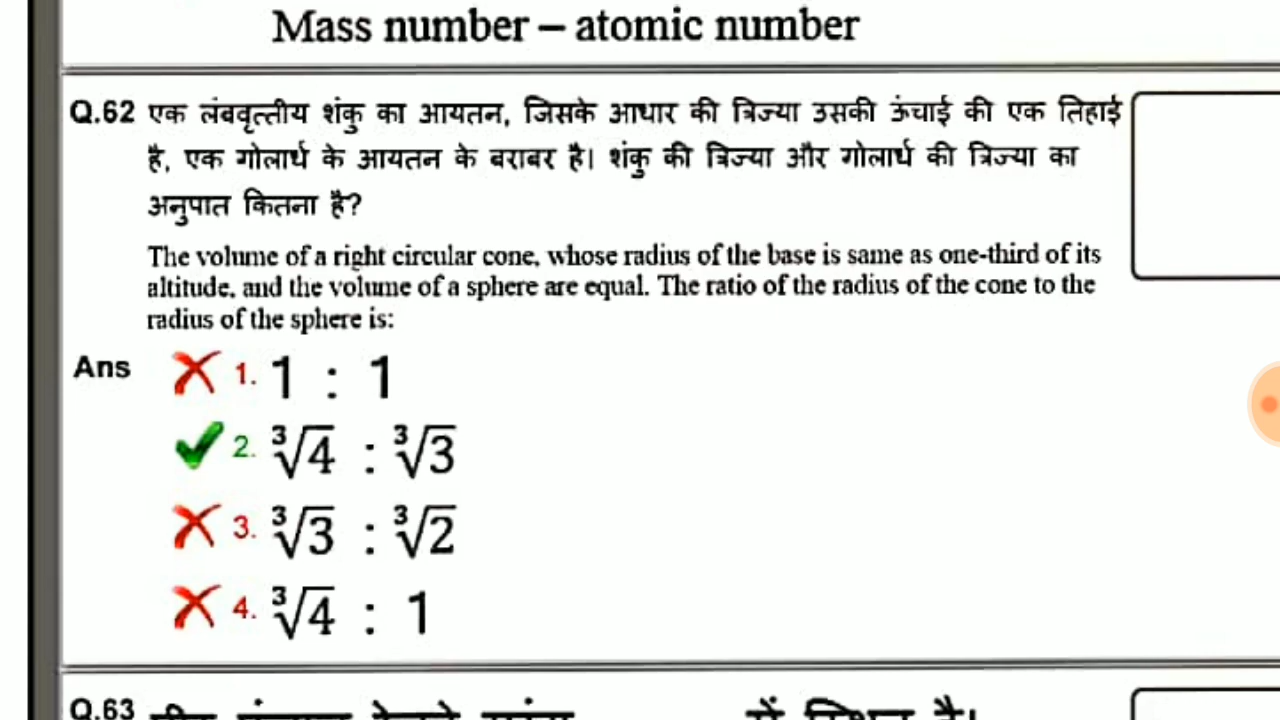 Mass number – atomic number
Q.62 एक लंबवृत्तीय शंकु का आयतन, जिसके आधार की त्रिज्या उसकी ऊंचाई की एक तिहाई
है, एक गोलार्ध के आयतन के बराबर है। शंकु की त्रिज्या और गोलार्ध की त्रिज्या का
अनुपात कितना है?
The volume of a right circular cone, whose radius of the base is same as one-third of its
altitude, and the volume of a sphere are equal. The ratio of the radius of the cone to the
radius of the sphere is:
Ans 1. 1 : 1
2. ∛4 : ∛3
3. ∛3 : ∛2
4. ∛4 : 1
Q.63